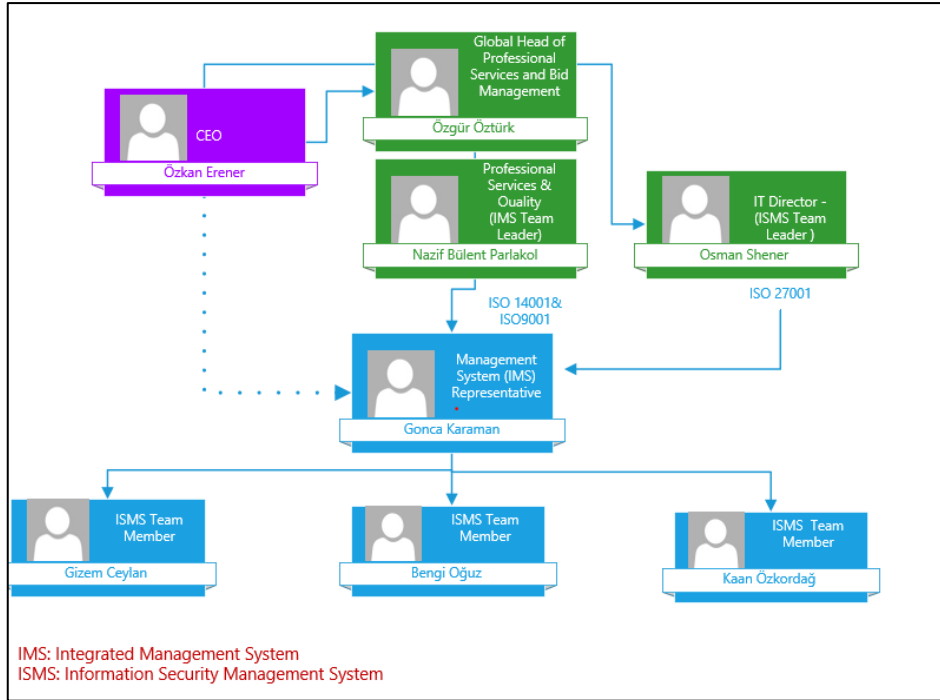 Global Head of
Professional
Services and Bid
Management
Özgür Öztürk
CEO
Özkan Erener
Professional
Services &
Quality
(IMS Team
Leader)
Nazif Bülent Parlakol
IT Director -
(ISMS Team
Leader )
Osman Shener
ISO 14001&
ISO9001
ISO 27001
Management
System (IMS)
Representative
Gonca Karaman
ISMS Team
Member
Gizem Ceylan
ISMS Team
Member
Bengi Oğuz
ISMS Team
Member
Kaan Özkordağ
IMS: Integrated Management System
ISMS: Information Security Management System